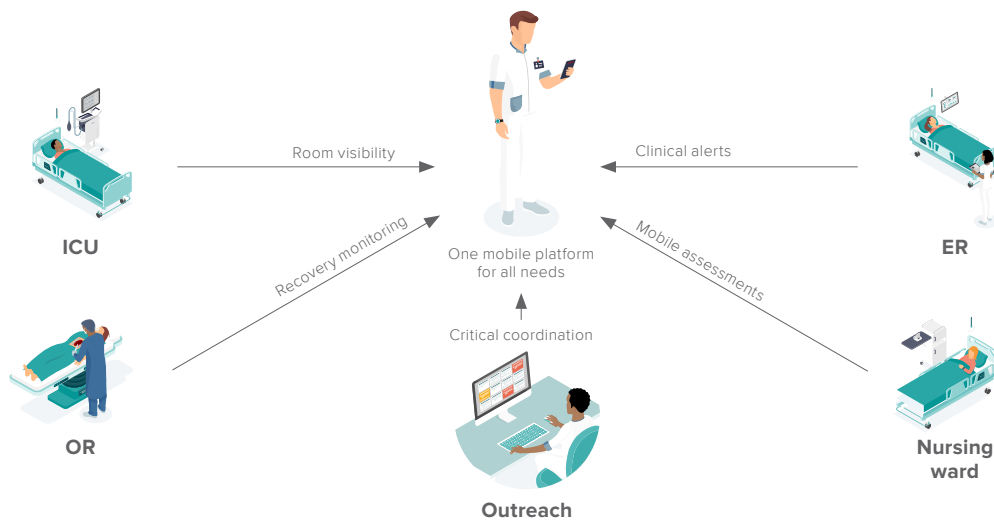 Room visibility
Clinical alerts
ICU
ER
Recovery monitoring
Mobile assessments
One mobile platform
for all needs
Critical coordination
OR
Nursing
ward
Outreach